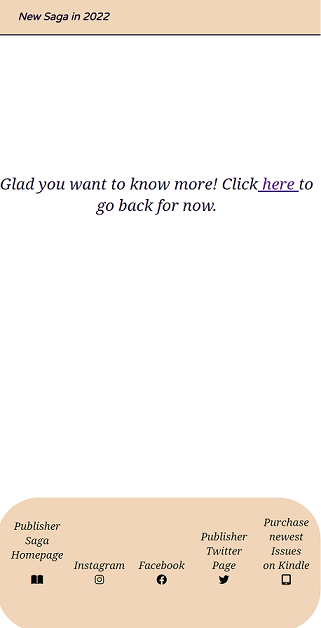 New Saga in 2022
Glad you want to know more! Click here to
go back for now.
Publisher
Saga
Homepage
Instagram
Facebook
Publisher
Twitter
Page
Purchase
newest
Issues
on Kindle